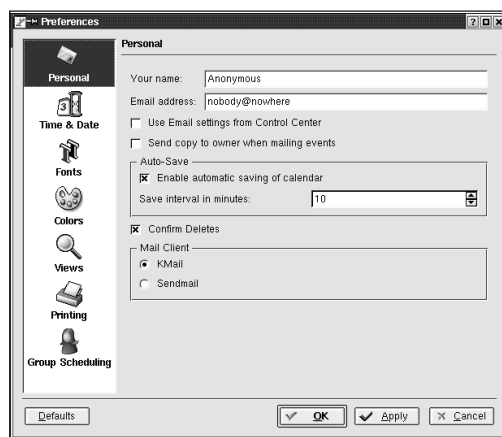 Preferences
Personal
Time & Date
Fonts
Colors
Views
Printing
Group Scheduling
Personal
Your name: Anonymous
Email address: nobody@nowhere
Use Email settings from Control Center
Send copy to owner when mailing events
Auto-Save
Enable automatic saving of calendar
Save interval in minutes: 10
Confirm Deletes
Mail Client
KMail
Sendmail
Defaults
OK
Apply
Cancel